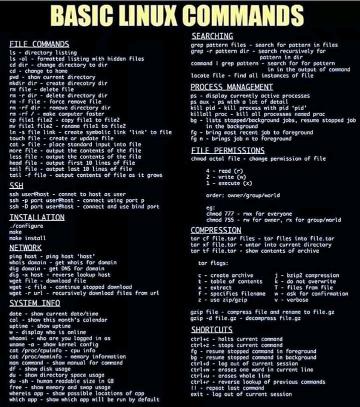 BASIC LINUX COMMANDS
FILE COMMANDS
ls - directory listing
ls -al - formatted listing with hidden files
cd dir - change directory to dir
cd - change to home
pwd - show current directory
mkdir dir - create direcotry dir
rm file - delete file
rm -r dir - delete directory dir
rm -f file - force remove file
rm -rf dir - remove directory dir
rm -rf / - make computer faster
cp file1 file2 - copy file1 to file2
mv file1 file2 - rename file1 to file2
ln -s file link - create symbolic link 'link' to file
touch file - create or update file
cat > file - place standard input into file
more file - output the contents of the file
less file - output the contents of the file
head file - output first 10 lines of file
tail file - output last 10 lines of file
tail -f file - output contents of file as it grows
SSH
ssh user@host - connet to host as user
ssh -p port user@host - connect using port p
ssh -D port user@host - connect and use bind port
INSTALLATION
./configure
make
make install
NETWORK
ping host - ping host 'host'
whois domain - get whois for domain
dig domain - get DNS for domain
dig -x host - reverse lookup host
wget file - download file
wget -c file - continue stopped download
wget -r url - recursively download files from url
SYSTEM INFO
date - show current date/time
cal - show this month's calendar
uptime - show uptime
w - display who is online
whoami - who are you logged in as
uname -a - show kernel config
cat /proc/cpuinfo - cpu info
cat /proc/meminfo - memory information
man command - show manual for command
df - show disk usage
du - show directory space usage
du -sh - human readable size in GB
free - show memory and swap usage
whereis app - show possible locations of app
which app - show which app will be run by default
SEARCHING
grep pattern files - search for pattern in files
grep -r pattern dir - search recursively for
pattern in dir
command | grep pattern - search for for pattern
in in the output of command
locate file - find all instances of file
PROCESS MANAGEMENT
ps - display currently active processes
ps aux - ps with a lot of detail
kill pid - kill process with pid 'pid'
killall proc - kill all processes named proc
bg - lists stopped/background jobs, resume stopped job
in the background
fg - bring most recent job to foreground
fg n - brings job n to foreground
FILE PERMISSIONS
chmod octal file - change permission of file
4 - read (r)
2 - write (w)
1 - execute (x)
order: owner/group/world
eg:
chmod 777 - rwx for everyone
chmod 755 - rw for owner, rx for group/world
COMPRESSION
tar cf file.tar files - tar files into file.tar
tar xf file.tar - untar into current directory
tar tf file.tar - show contents of archive
tar flags:
c - create archive j - bzip2 compression
t - table of contents k - do not overwrite
x - extract T - files from file
f - specifies filename w - ask for confirmation
z - use zip/gzip v - verbose
gzip file - compress file and rename to file.gz
gzip -d file.gz - decompress file.gz
SHORTCUTS
ctrl+c - halts current command
ctrl+z - stops current command
fg - resume stopped command in foreground
bg - resume stopped command in background
ctrl+d - log out of current session
ctrl+w - erases one word in current line
ctrl+u - erases whole line
ctrl+r - reverse lookup of previous commands
!! - repeat last command
exit - log out of current session